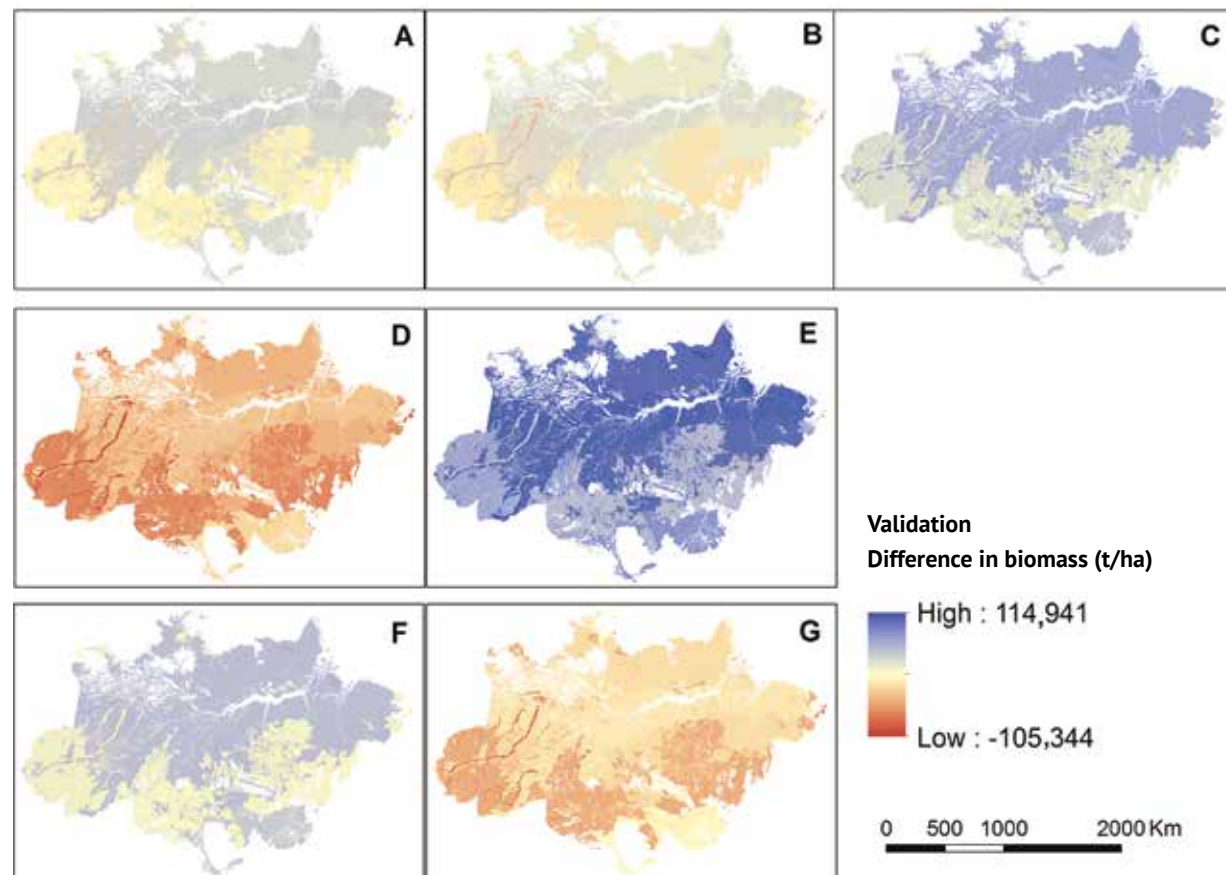 A
B
C
D
E
F
G
Validation
Difference in biomass (t/ha)
High : 114,941
Low : -105,344
0 500 1000 2000 Km